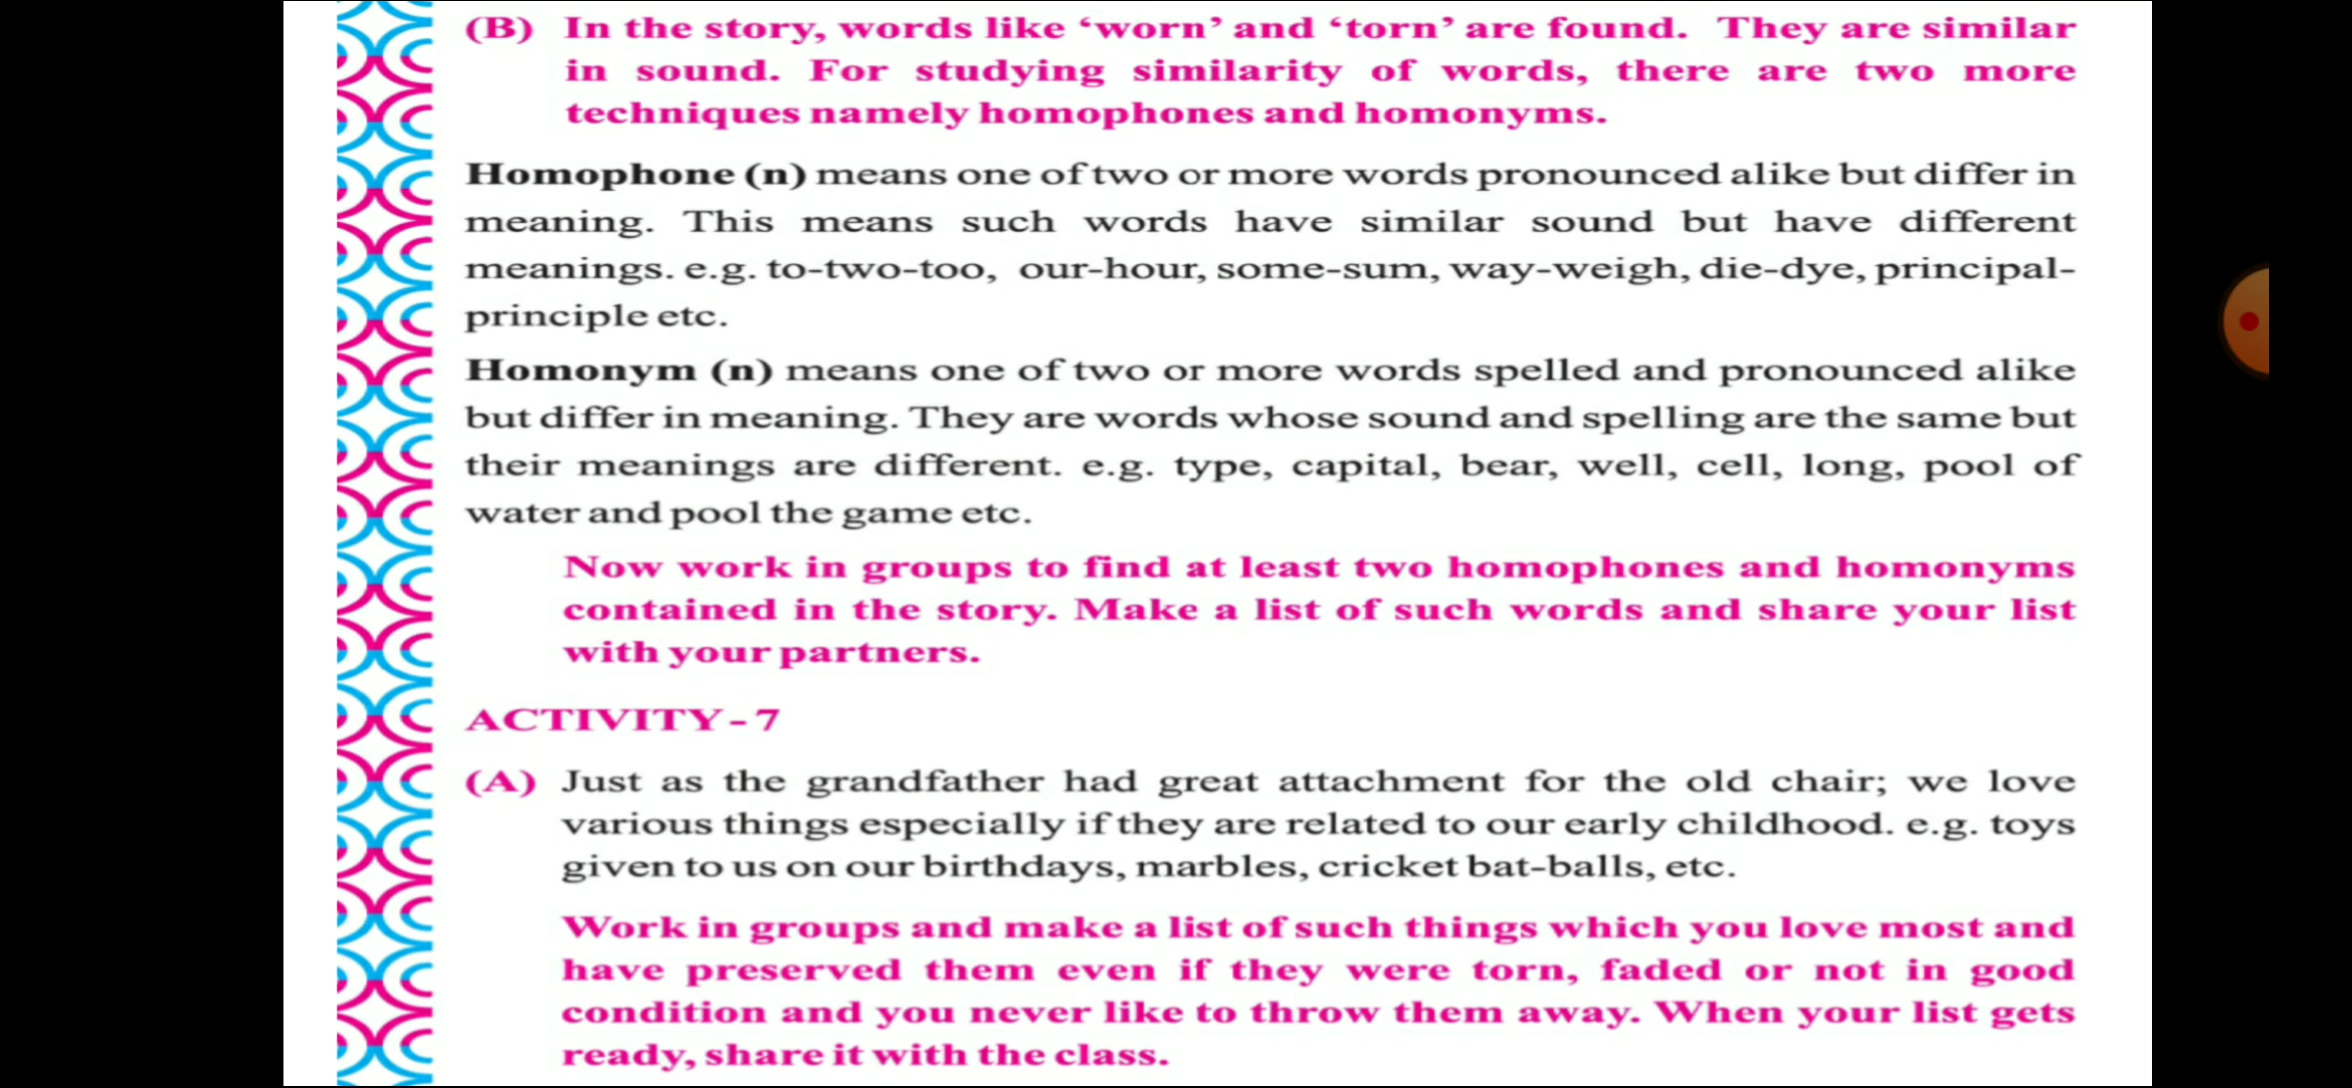 (B) In the story, words like ‘worn’ and ‘torn’ are found. They are similar
in sound. For studying similarity of words, there are two more
techniques namely homophones and homonyms.
Homophone (n) means one of two or more words pronounced alike but differ in
meaning. This means such words have similar sound but have different
meanings. e.g. to-two-too, our-hour, some-sum, way-weigh, die-dye, principal-
principle etc.
Homonym (n) means one of two or more words spelled and pronounced alike
but differ in meaning. They are words whose sound and spelling are the same but
their meanings are different. e.g. type, capital, bear, well, cell, long, pool of
water and pool the game etc.
Now work in groups to find at least two homophones and homonyms
contained in the story. Make a list of such words and share your list
with your partners.
ACTIVITY - 7
(A) Just as the grandfather had great attachment for the old chair; we love
various things especially if they are related to our early childhood. e.g. toys
given to us on our birthdays, marbles, cricket bat-balls, etc.
Work in groups and make a list of such things which you love most and
have preserved them even if they were torn, faded or not in good
condition and you never like to throw them away. When your list gets
ready, share it with the class.